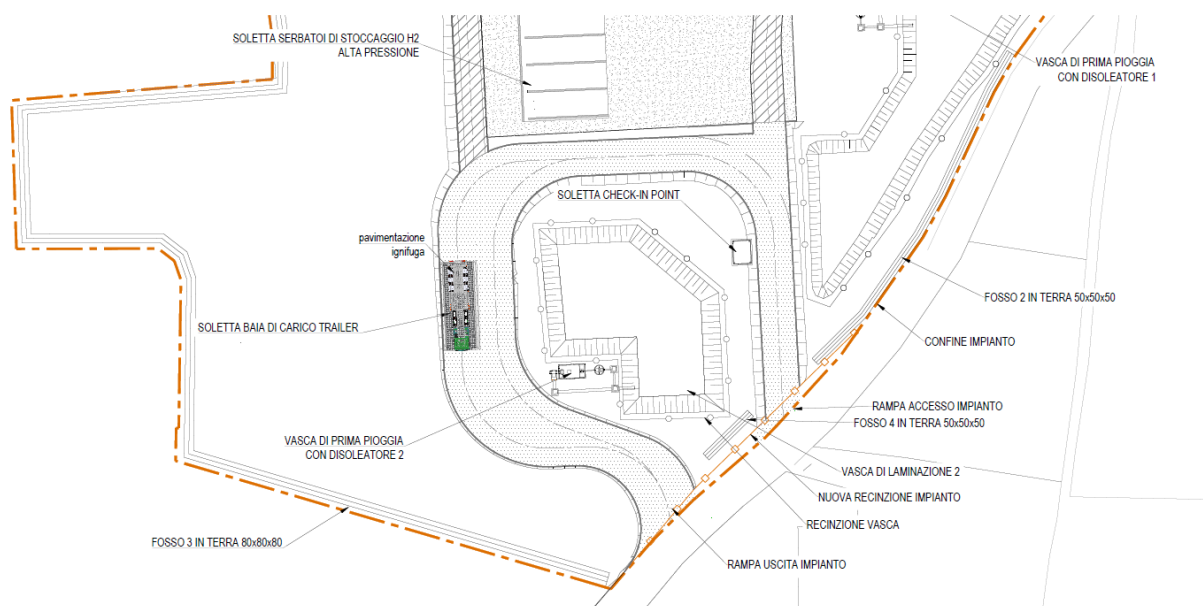 SOLETTA SERBATOI DI STOCCAGGIO H2
ALTA PRESSIONE
VASCA DI PRIMA PIOGGIA
CON DISOLEATORE 1
SOLETTA CHECK-IN POINT
pavimentazione
ignifuga
SOLETTA BAIA DI CARICO TRAILER
FOSSO 2 IN TERRA 50x50x50
CONFINE IMPIANTO
RAMPA ACCESSO IMPIANTO
FOSSO 4 IN TERRA 50x50x50
VASCA DI PRIMA PIOGGIA
CON DISOLEATORE 2
VASCA DI LAMINAZIONE 2
NUOVA RECINZIONE IMPIANTO
RECINZIONE VASCA
FOSSO 3 IN TERRA 80x80x80
RAMPA USCITA IMPIANTO